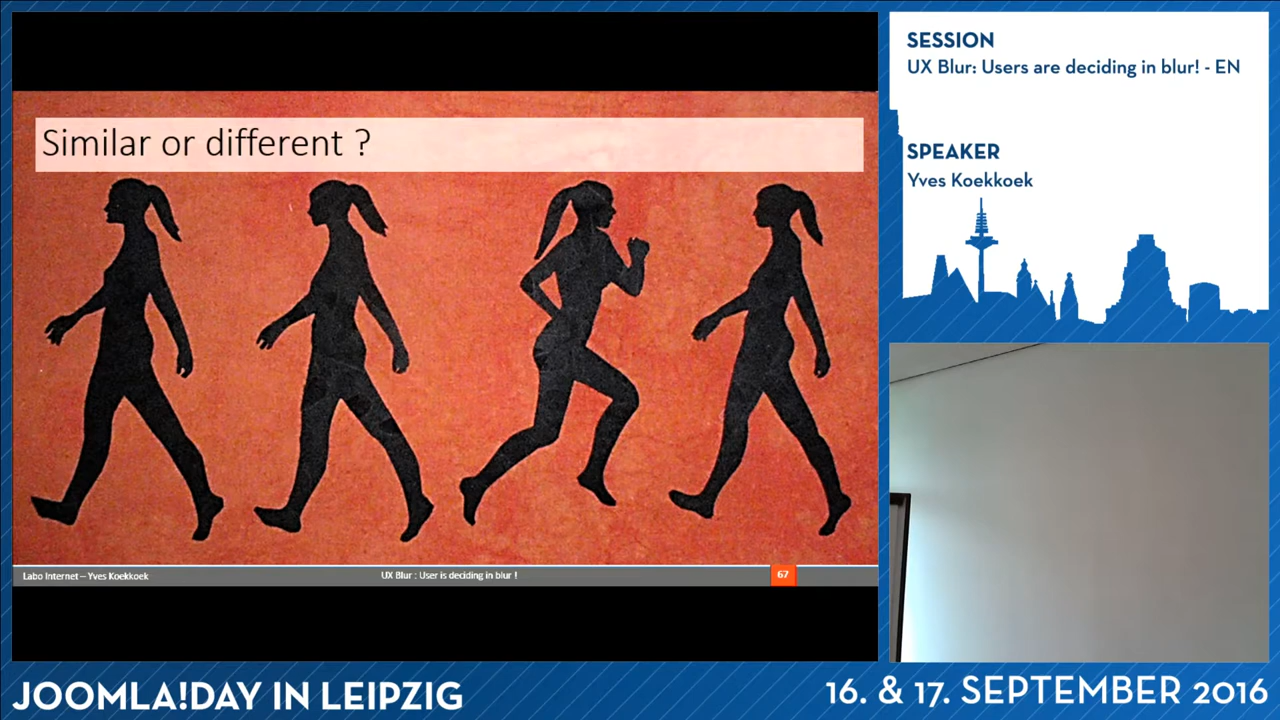 Similar or different ?
Labo Internet – Yves Koekkoek
UX Blur : User is deciding in blur !
67
SESSION
UX Blur: Users are deciding in blur! - EN
SPEAKER
Yves Koekkoek
JOOMLA!DAY IN LEIPZIG
16. & 17. SEPTEMBER 2016